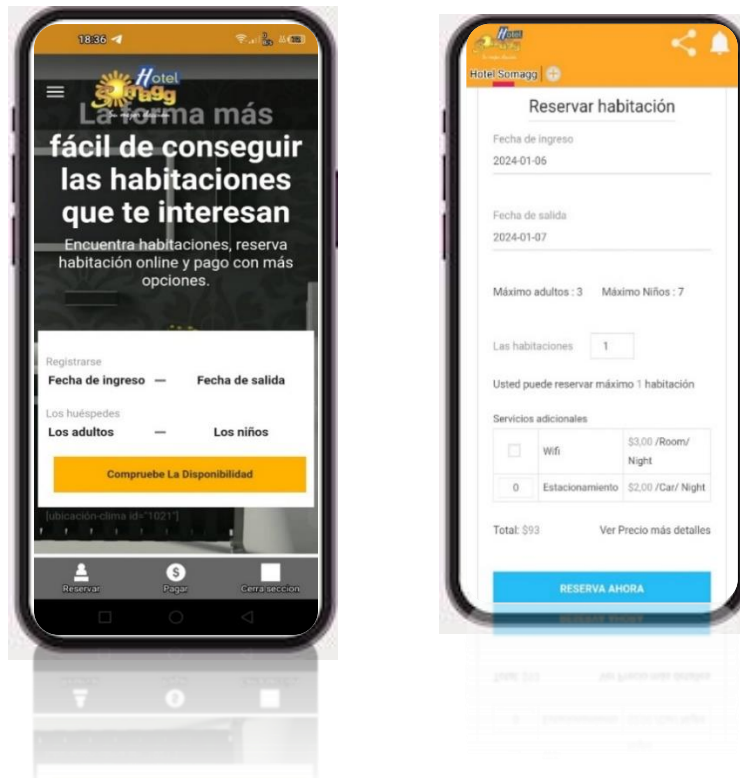 18:36
Hotel
Somagg
La forma más
fácil de conseguir
las habitaciones
que te interesan
Encuentra habitaciones, reserva
habitación online y pago con más
opciones.
Registrarse
Fecha de ingreso — Fecha de salida
Los huéspedes
Los adultos — Los niños
Compruebe La Disponibilidad
[ubicación-clima id="1021"]
Reservar Pagar Cerra seccion
Hotel
Hotel Somagg
Reservar habitación
Fecha de ingreso
2024-01-06
Fecha de salida
2024-01-07
Máximo adultos : 3 Máximo Niños : 7
Las habitaciones 1
Usted puede reservar máximo 1 habitación
Servicios adicionales
Wifi $3,00 /Room/
Night
0 Estacionamiento $2,00 /Car/ Night
Total: $93 Ver Precio más detalles
RESERVA AHORA